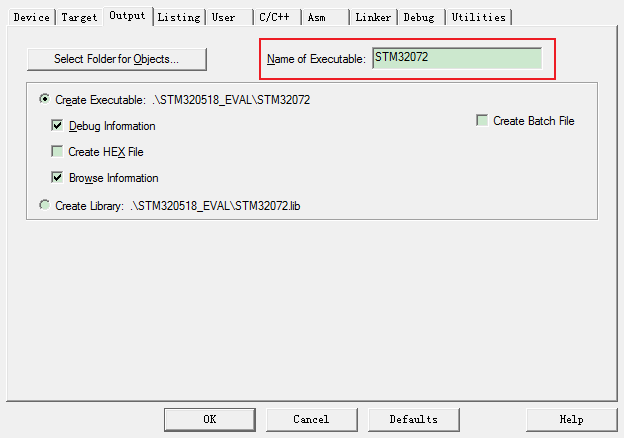 Device Target Output Listing User C/C++ Asm Linker Debug Utilities
Select Folder for Objects... Name of Executable: STM32072
Create Executable: .\STM320518_EVAL\STM32072
Debug Information Create Batch File
Create HEX File
Browse Information
Create Library: .\STM320518_EVAL\STM32072.lib
OK Cancel Defaults Help